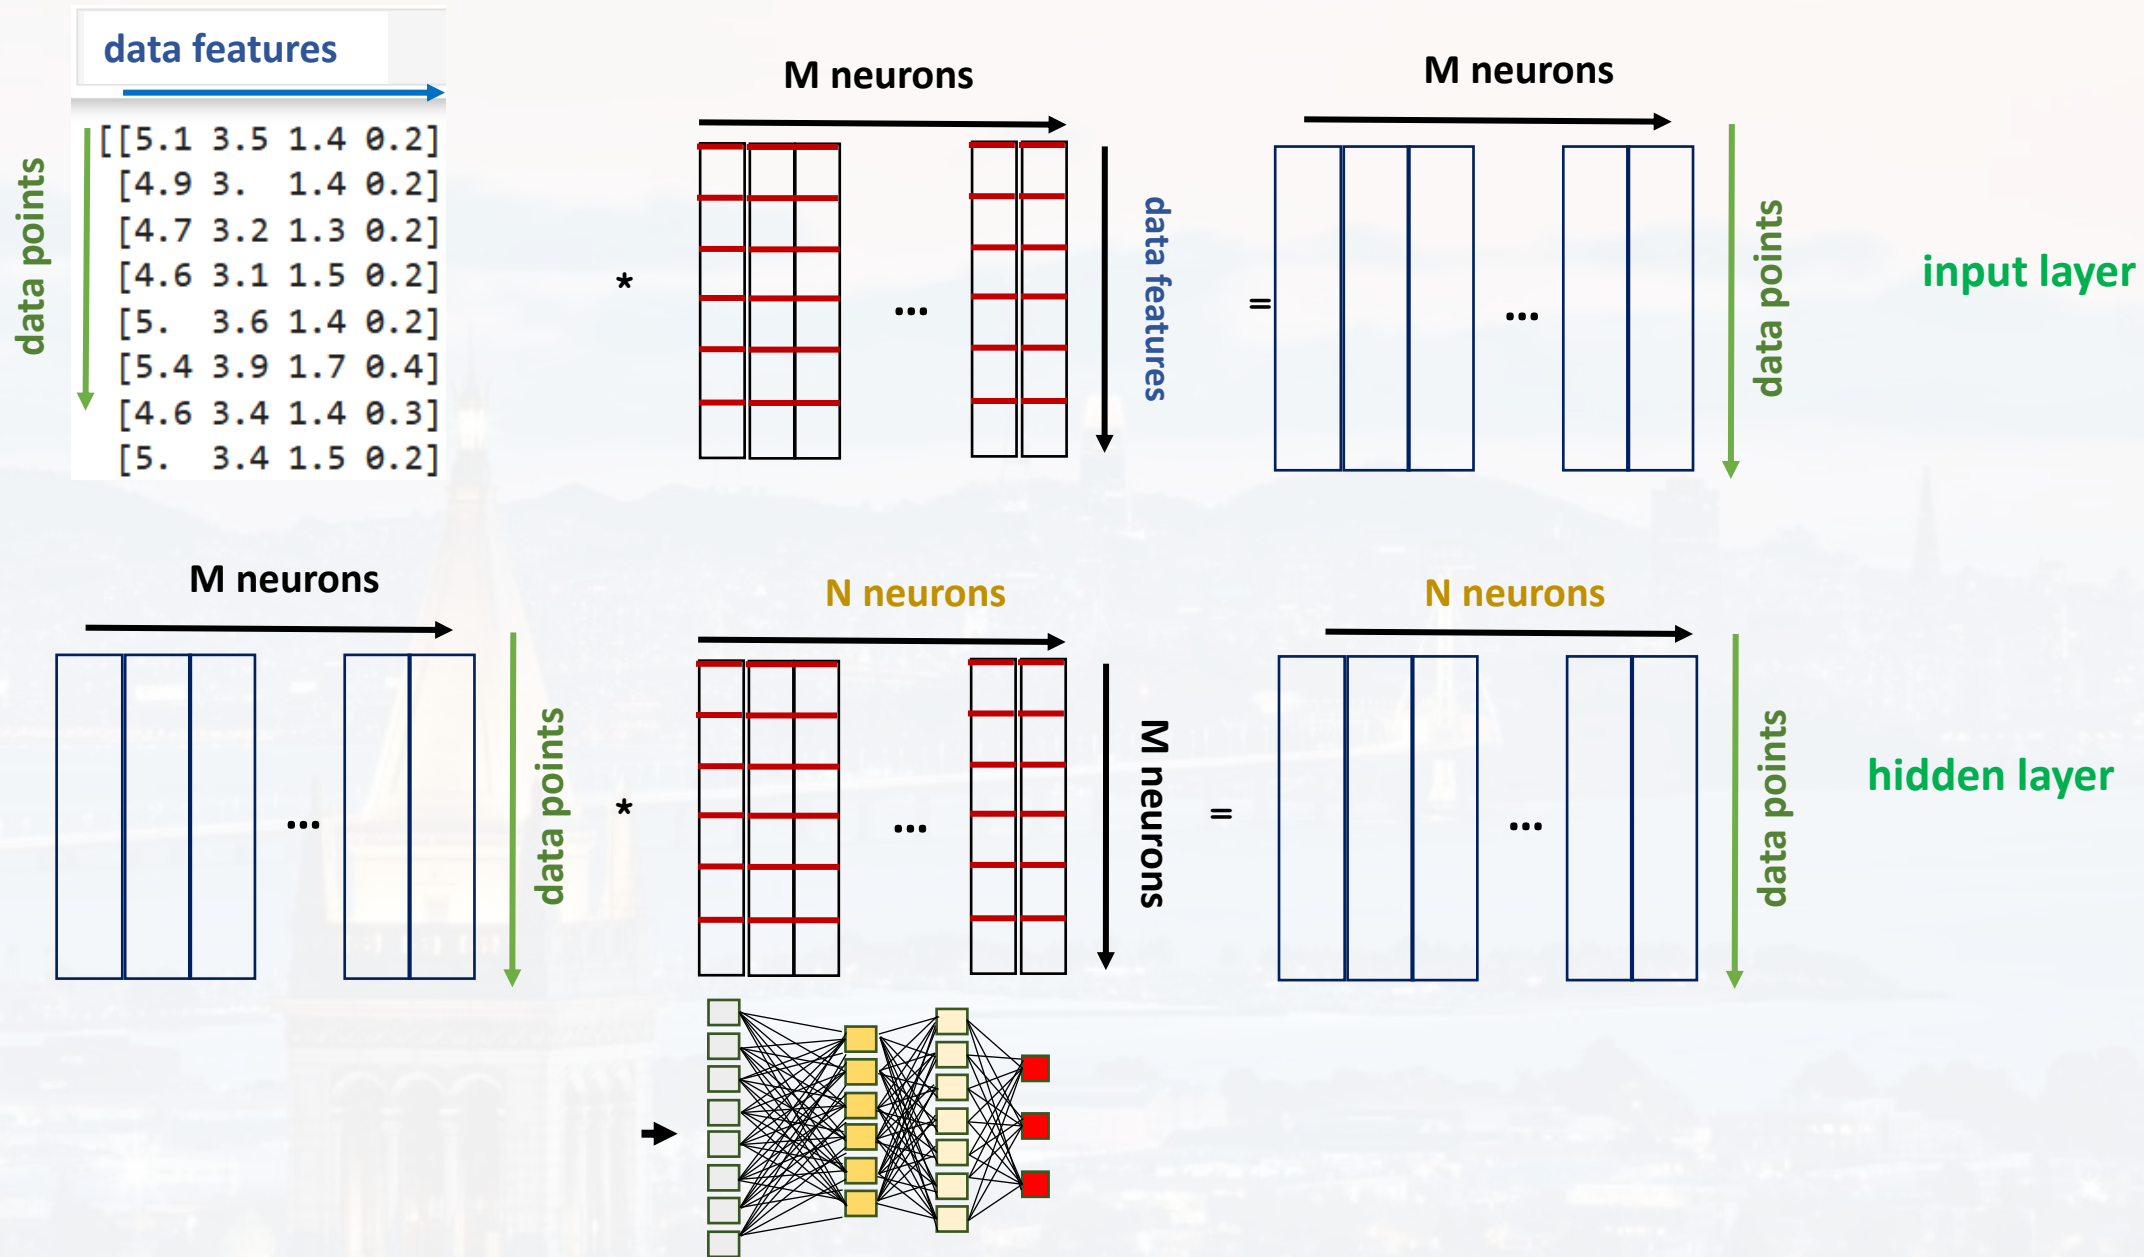 data features
M neurons
M neurons
data points
[[5.1 3.5 1.4 0.2]
[4.9 3. 1.4 0.2]
[4.7 3.2 1.3 0.2]
[4.6 3.1 1.5 0.2]
[5. 3.6 1.4 0.2]
[5.4 3.9 1.7 0.4]
[4.6 3.4 1.4 0.3]
[5. 3.4 1.5 0.2]
*
...
data features
=
...
data points
input layer
M neurons
N neurons
N neurons
...
data points
*
...
M neurons
=
...
data points
hidden layer